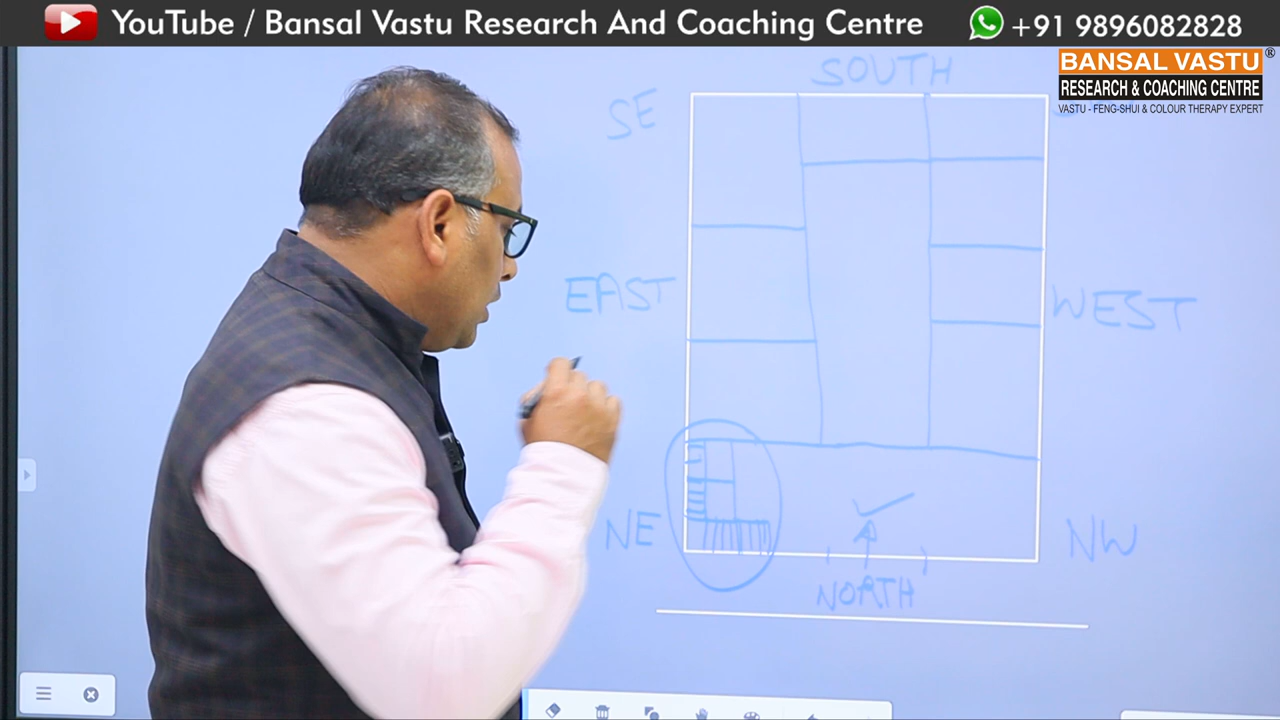 YouTube / Bansal Vastu Research And Coaching Centre
+91 9896082828
BANSAL VASTU®
RESEARCH & COACHING CENTRE
VASTU - FENG-SHUI & COLOUR THERAPY EXPERT
SOUTH
SE
EAST
WEST
NE
NW
NORTH